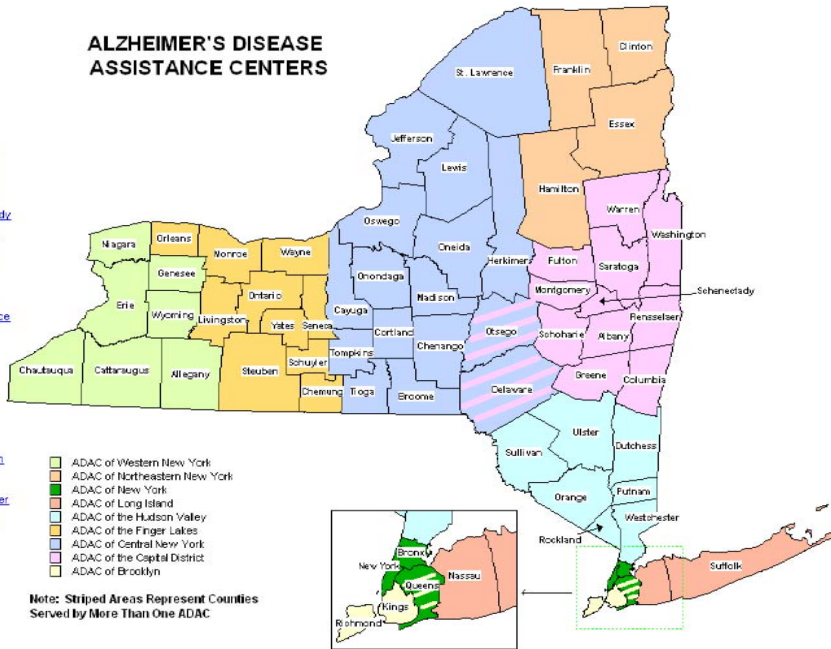 ALZHEIMER'S DISEASE
ASSISTANCE CENTERS
Clinton
Franklin
St. Lawrence
Essex
Jefferson
Lewis
Hamilton
Warren
Washington
Oswego
Oneida
Herkimer
Fulton
Saratoga
Niagara
Orleans
Monroe
Wayne
Genesee
Onondaga
Madison
Montgomery
Schenectady
Erie
Wyoming
Livingston
Ontario
Yates
Seneca
Cayuga
Cortland
Chenango
Otsego
Schoharie
Albany
Rensselaer
Tompkins
Schuyler
Chautauqua
Cattaraugus
Allegany
Steuben
Chemung
Tioga
Broome
Delaware
Greene
Columbia
Ulster
Dutchess
Sullivan
Orange
Putnam
Westchester
Rockland
Suffolk
ADAC of Western New York
ADAC of Northeastern New York
ADAC of New York
ADAC of Long Island
ADAC of the Hudson Valley
ADAC of the Finger Lakes
ADAC of Central New York
ADAC of the Capital District
ADAC of Brooklyn
Note: Striped Areas Represent Counties
Served by More Than One ADAC
Bronx
New York
Queens
Nassau
Kings
Richmond